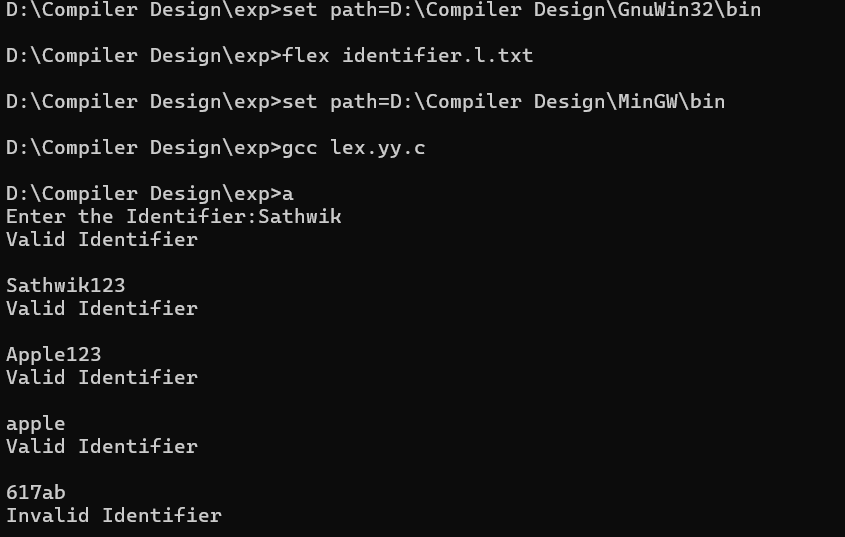 D:\Compiler Design\exp>set path=D:\Compiler Design\GnuWin32\bin
D:\Compiler Design\exp>flex identifier.l.txt
D:\Compiler Design\exp>set path=D:\Compiler Design\MinGW\bin
D:\Compiler Design\exp>gcc lex.yy.c
D:\Compiler Design\exp>a
Enter the Identifier:Sathwik
Valid Identifier
Sathwik123
Valid Identifier
Apple123
Valid Identifier
apple
Valid Identifier
617ab
Invalid Identifier